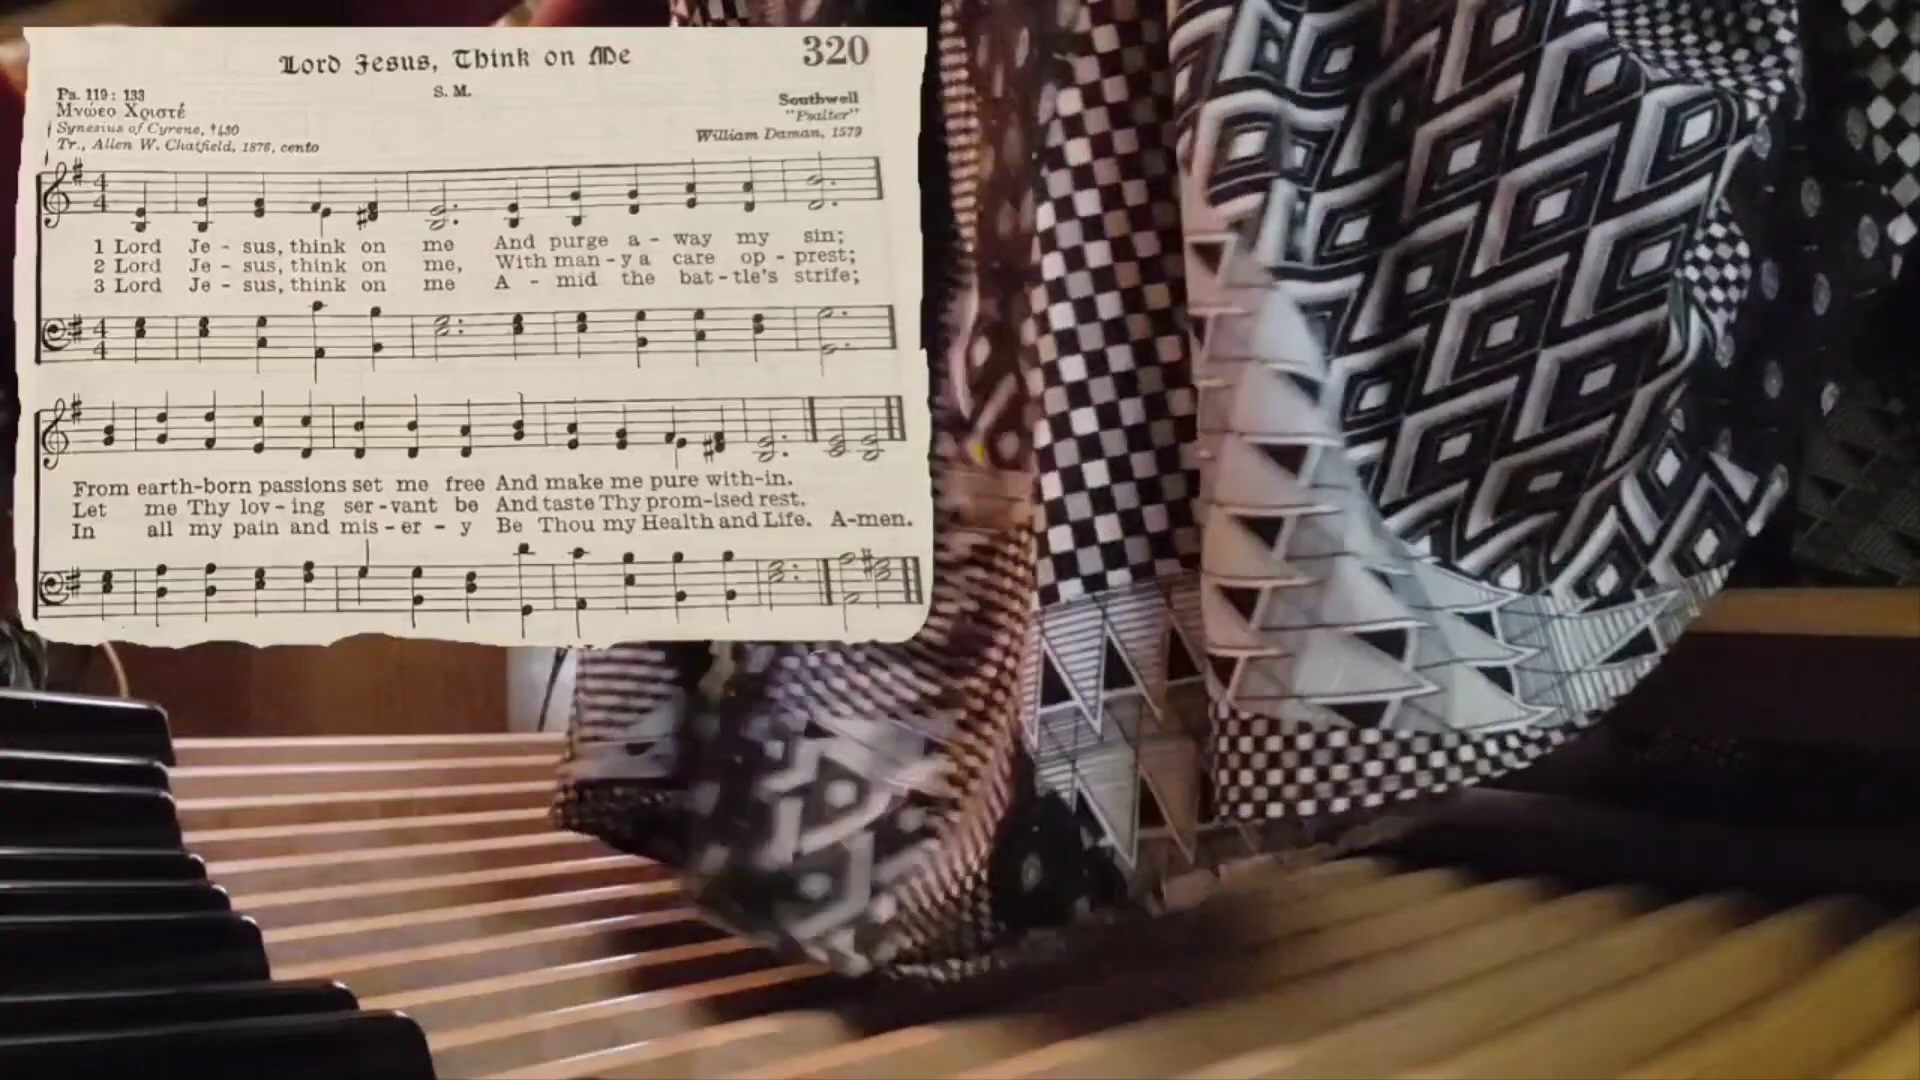 Lord Jesus, Think on Me
320
S. M.
Ps. 119: 133
Μνώεο Χριστέ
Synesius of Cyrene, †430
Tr., Allen W. Chatfield, 1876, cento
Southwell
"Psalter"
William Daman, 1579
1 Lord Je - sus, think on me And purge a - way my sin;
2 Lord Je - sus, think on me, With man - y a care op - prest;
3 Lord Je - sus, think on me A - mid the bat - tle's strife;
From earth-born passions set me free And make me pure with-in.
Let me Thy lov - ing ser - vant be And taste Thy prom-ised rest.
In all my pain and mis - er - y Be Thou my Health and Life. A-men.